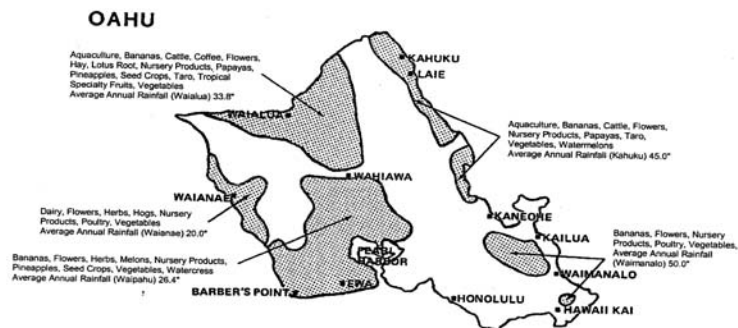 OAHU
Aquaculture, Bananas, Cattle, Coffee, Flowers,
Hay, Lotus Root, Nursery Products, Papayas,
Pineapples, Seed Crops, Taro, Tropical
Specialty Fruits, Vegetables
Average Annual Rainfall (Waialua) 33.8"
KAHUKU
LAIE
WAIALUA
Aquaculture, Bananas, Cattle, Flowers,
Nursery Products, Papayas, Taro,
Vegetables, Watermelons
Average Annual Rainfall (Kahuku) 45.0"
WAHIAWA
WAIANAE
Dairy, Flowers, Herbs, Hogs, Nursery
Products, Poultry, Vegetables
Average Annual Rainfall (Waianae) 20.0"
KANEOHE
KAILUA
Bananas, Flowers, Nursery
Products, Poultry, Vegetables,
Average Annual Rainfall
(Waimanalo) 50.0"
Bananas, Flowers, Herbs, Melons, Nursery Products,
Pineapples, Seed Crops, Vegetables, Watercress
Average Annual Rainfall (Waipahu) 26.4"
PEARL
HARBOR
WAIMANALO
BARBER'S POINT
EWA
HONOLULU
HAWAII KAI